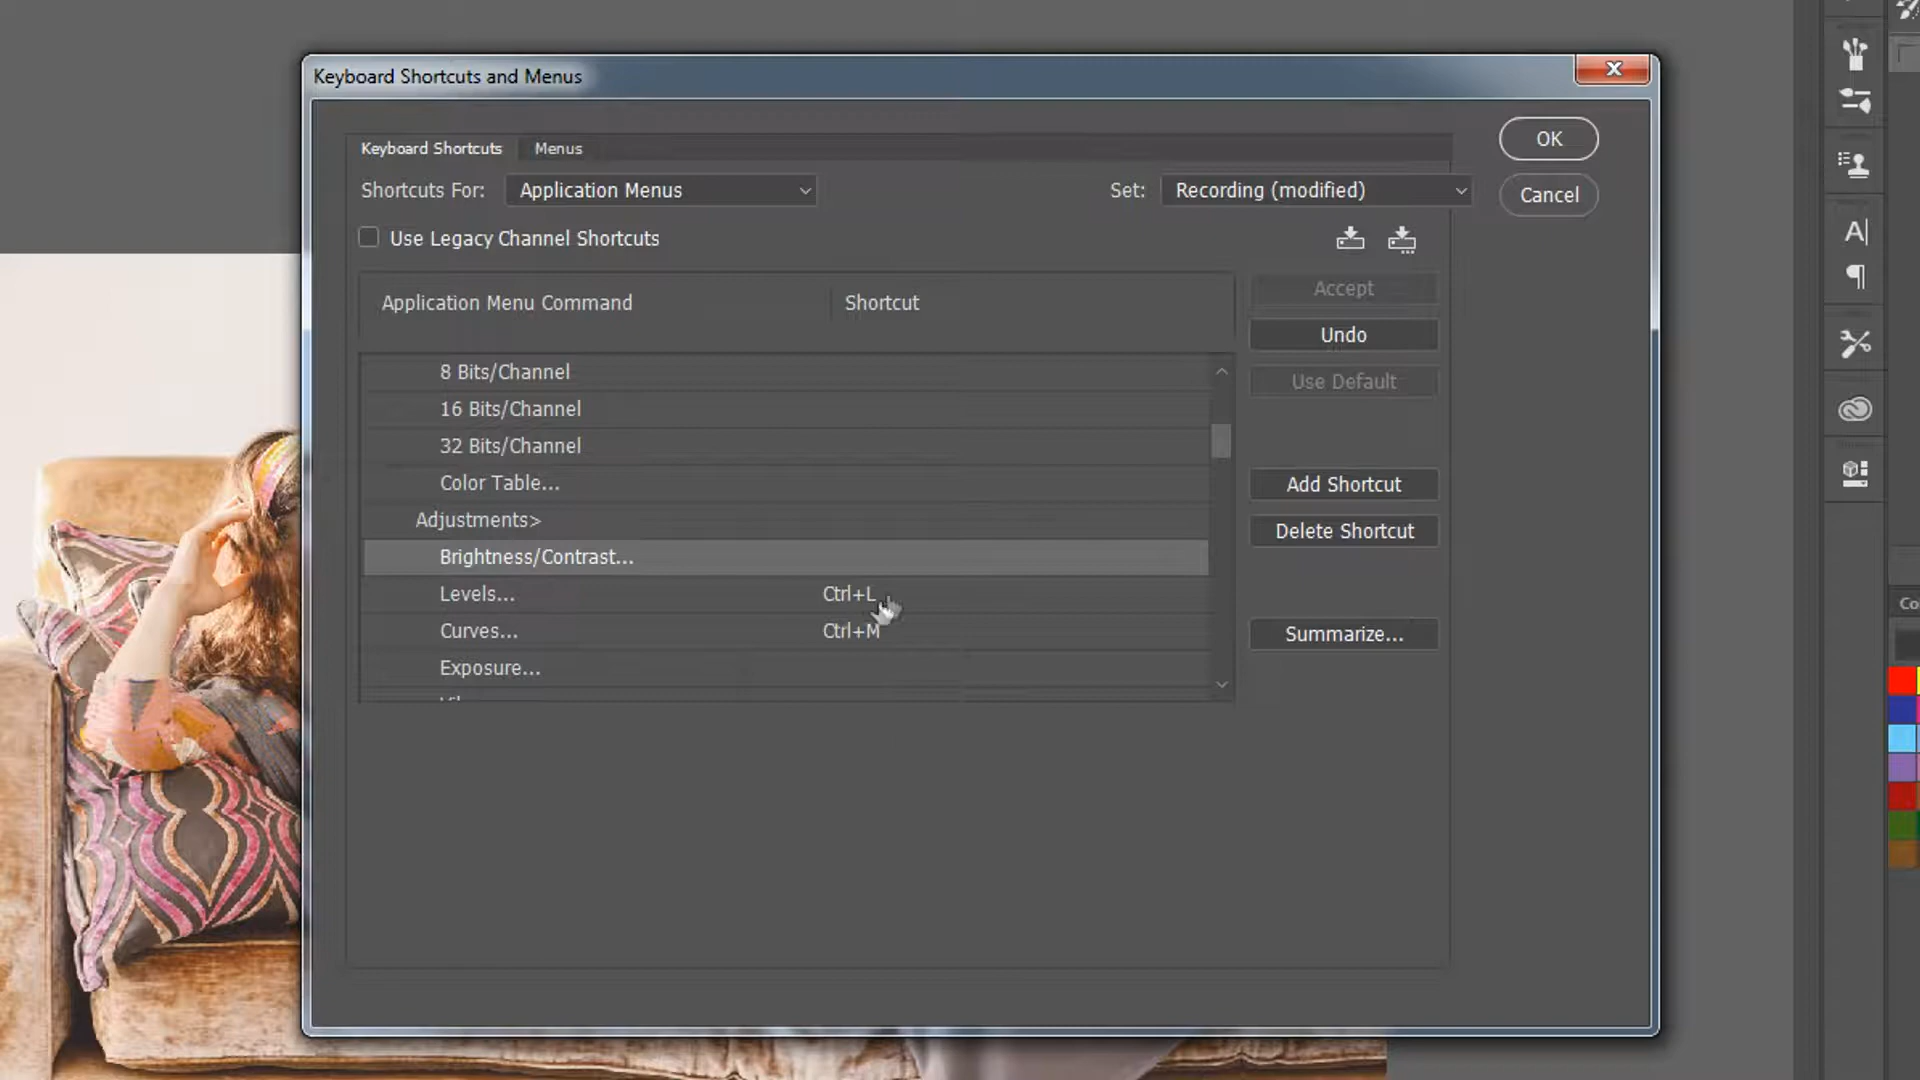 Keyboard Shortcuts and Menus
Keyboard Shortcuts
Menus
Shortcuts For:
Application Menus
Set:
Recording (modified)
OK
Cancel
Use Legacy Channel Shortcuts
Application Menu Command
Shortcut
Accept
Undo
Use Default
8 Bits/Channel
16 Bits/Channel
32 Bits/Channel
Color Table...
Adjustments>
Brightness/Contrast...
Levels...
Ctrl+L
Curves...
Ctrl+M
Exposure...
Add Shortcut
Delete Shortcut
Summarize...